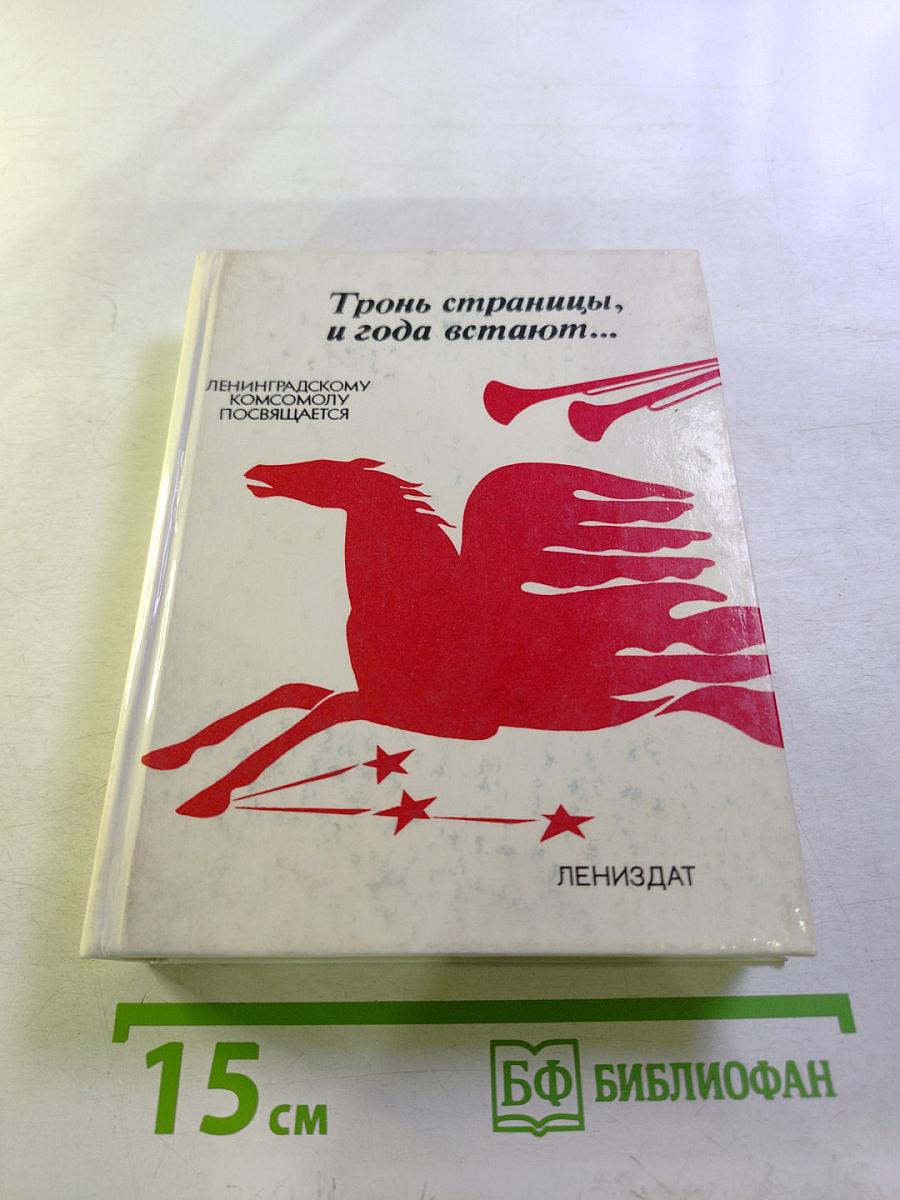 Тронь страницы,
и года встают...
ЛЕНИНГРАДСКОМУ
КОМСОМОЛУ
ПОСВЯЩАЕТСЯ
ЛЕНИЗДАТ
15 см
БФ БИБЛИОФАН